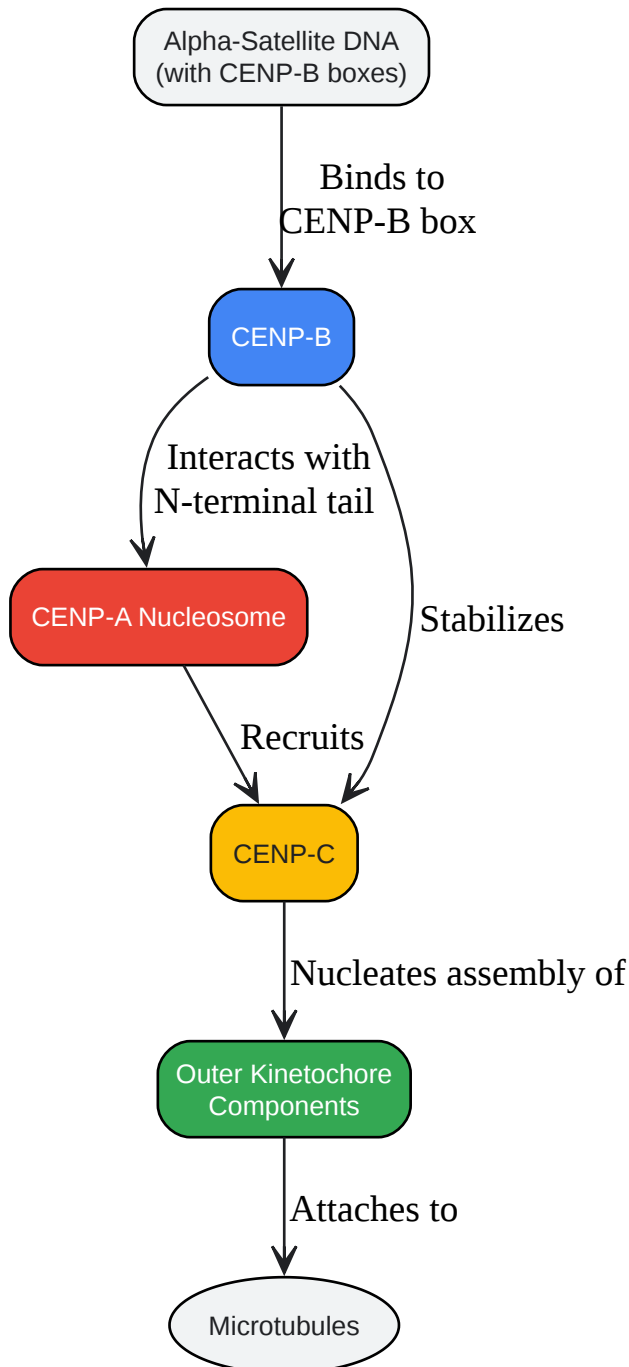 Alpha-Satellite DNA
(with CENP-B boxes)
Binds to
CENP-B box
CENP-B
Interacts with
N-terminal tail
CENP-A Nucleosome
Stabilizes
Recruits
CENP-C
Nucleates assembly of
Outer Kinetochore
Components
Attaches to
Microtubules